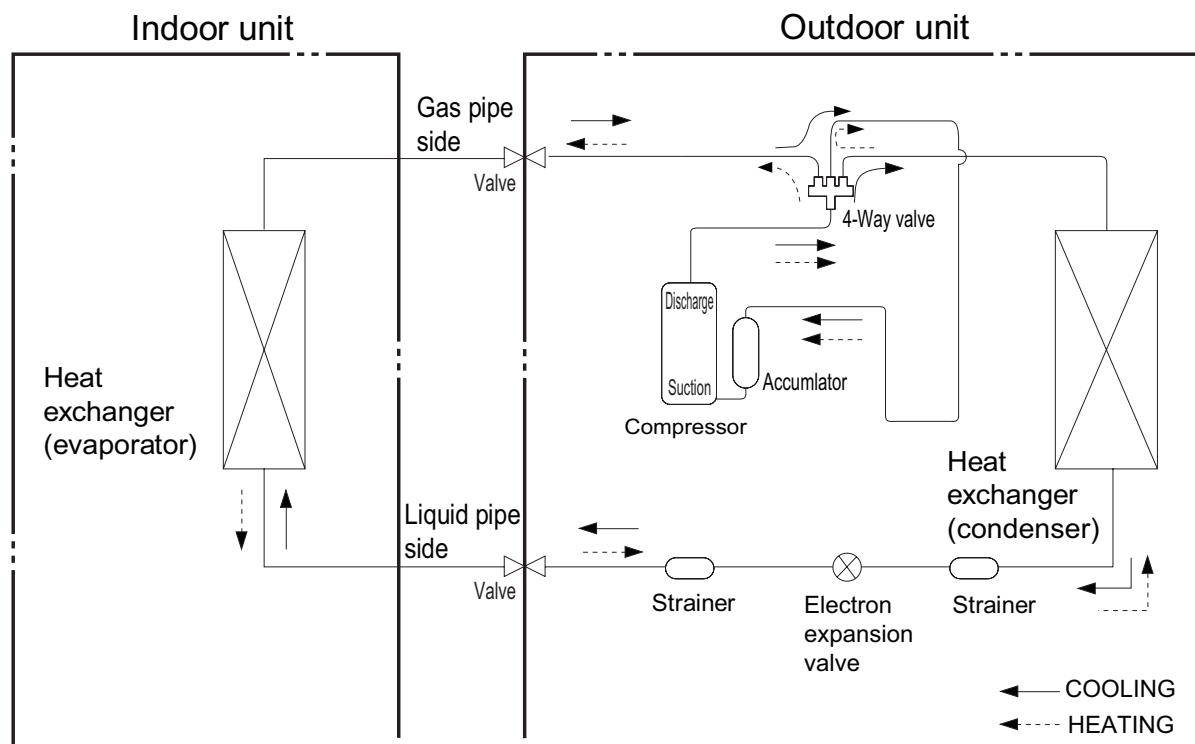 Indoor unit
Outdoor unit
Gas pipe
side
Valve
4-Way valve
Discharge
Suction
Accumlator
Compressor
Heat
exchanger
(evaporator)
Heat
exchanger
(condenser)
Liquid pipe
side
Valve
Strainer
Electron
expansion
valve
Strainer
COOLING
HEATING